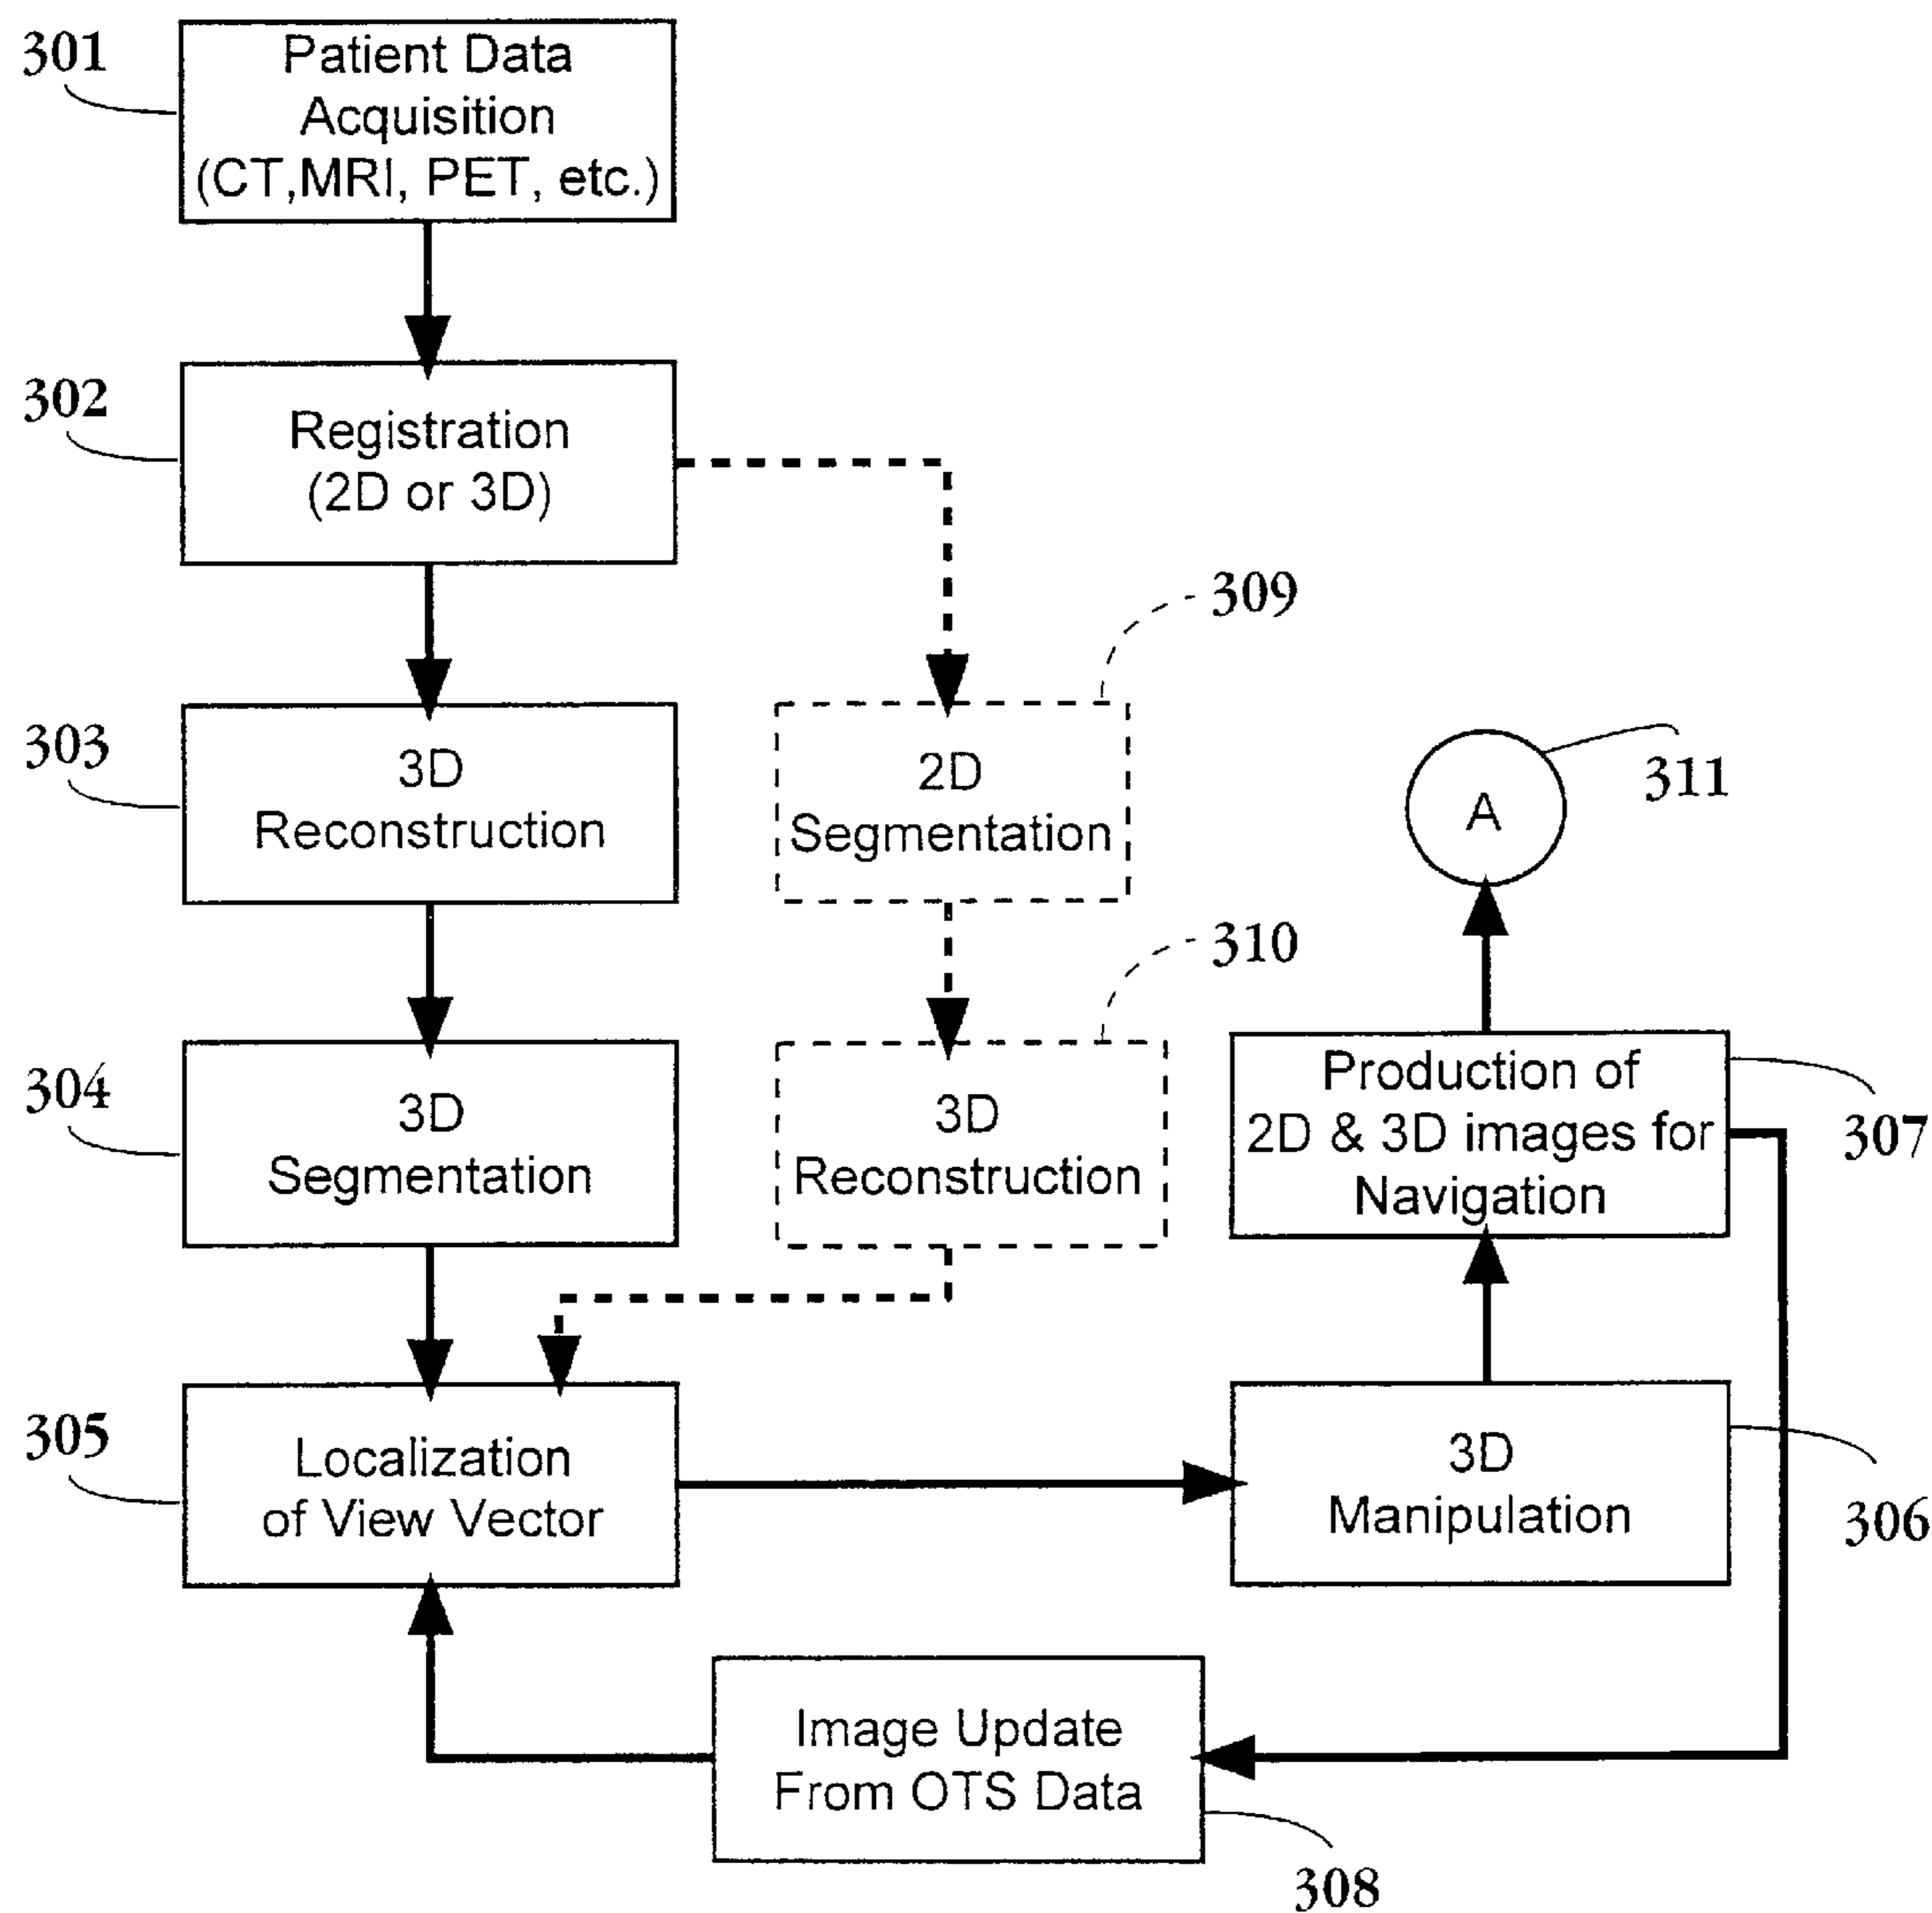 301
Patient Data
Acquisition
(CT,MRI, PET, etc.)
302
Registration
(2D or 3D)
309
303
3D
Reconstruction
2D
Segmentation
A
311
310
304
3D
Segmentation
3D
Reconstruction
Production of
2D & 3D images for
Navigation
307
305
Localization
of View Vector
3D
Manipulation
306
Image Update
From OTS Data
308